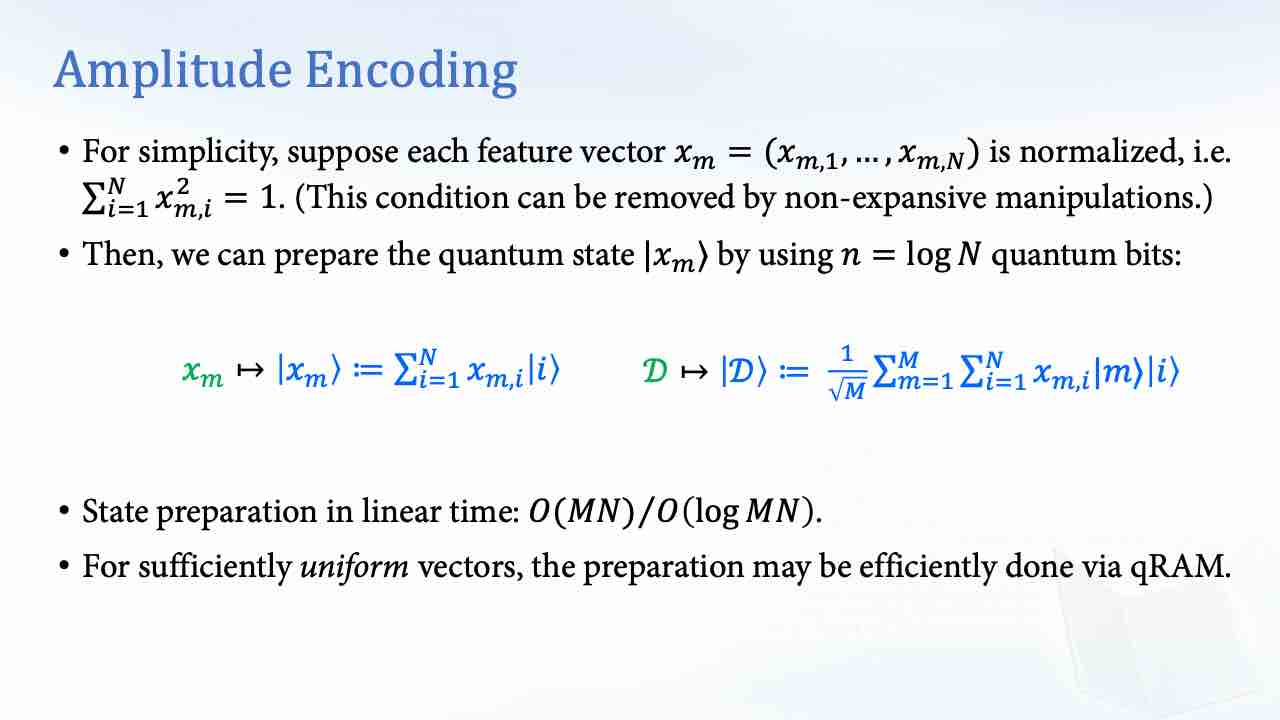 Amplitude Encoding
• For simplicity, suppose each feature vector $x_m = (x_{m,1}, \ldots, x_{m,N})$ is normalized, i.e.
$\sum_{i=1}^{N} x_{m,i}^2 = 1$. (This condition can be removed by non-expansive manipulations.)
• Then, we can prepare the quantum state $|x_m\rangle$ by using $n = \log N$ quantum bits:
$x_m \mapsto |x_m\rangle := \sum_{i=1}^{N} x_{m,i} |i\rangle$ $\mathcal{D} \mapsto |\mathcal{D}\rangle := \frac{1}{\sqrt{M}} \sum_{m=1}^{M} \sum_{i=1}^{N} x_{m,i} |m\rangle |i\rangle$
• State preparation in linear time: $O(MN)/O(\log MN)$.
• For sufficiently uniform vectors, the preparation may be efficiently done via qRAM.